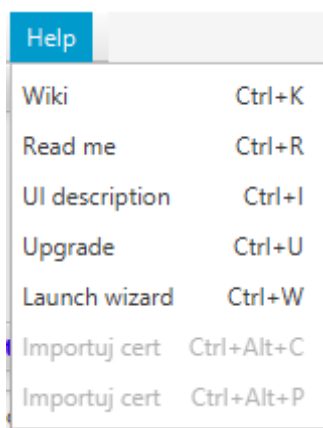 Help
Wiki Ctrl+K
Read me Ctrl+R
UI description Ctrl+I
Upgrade Ctrl+U
Launch wizard Ctrl+W
Importuj cert Ctrl+Alt+C
Importuj cert Ctrl+Alt+P